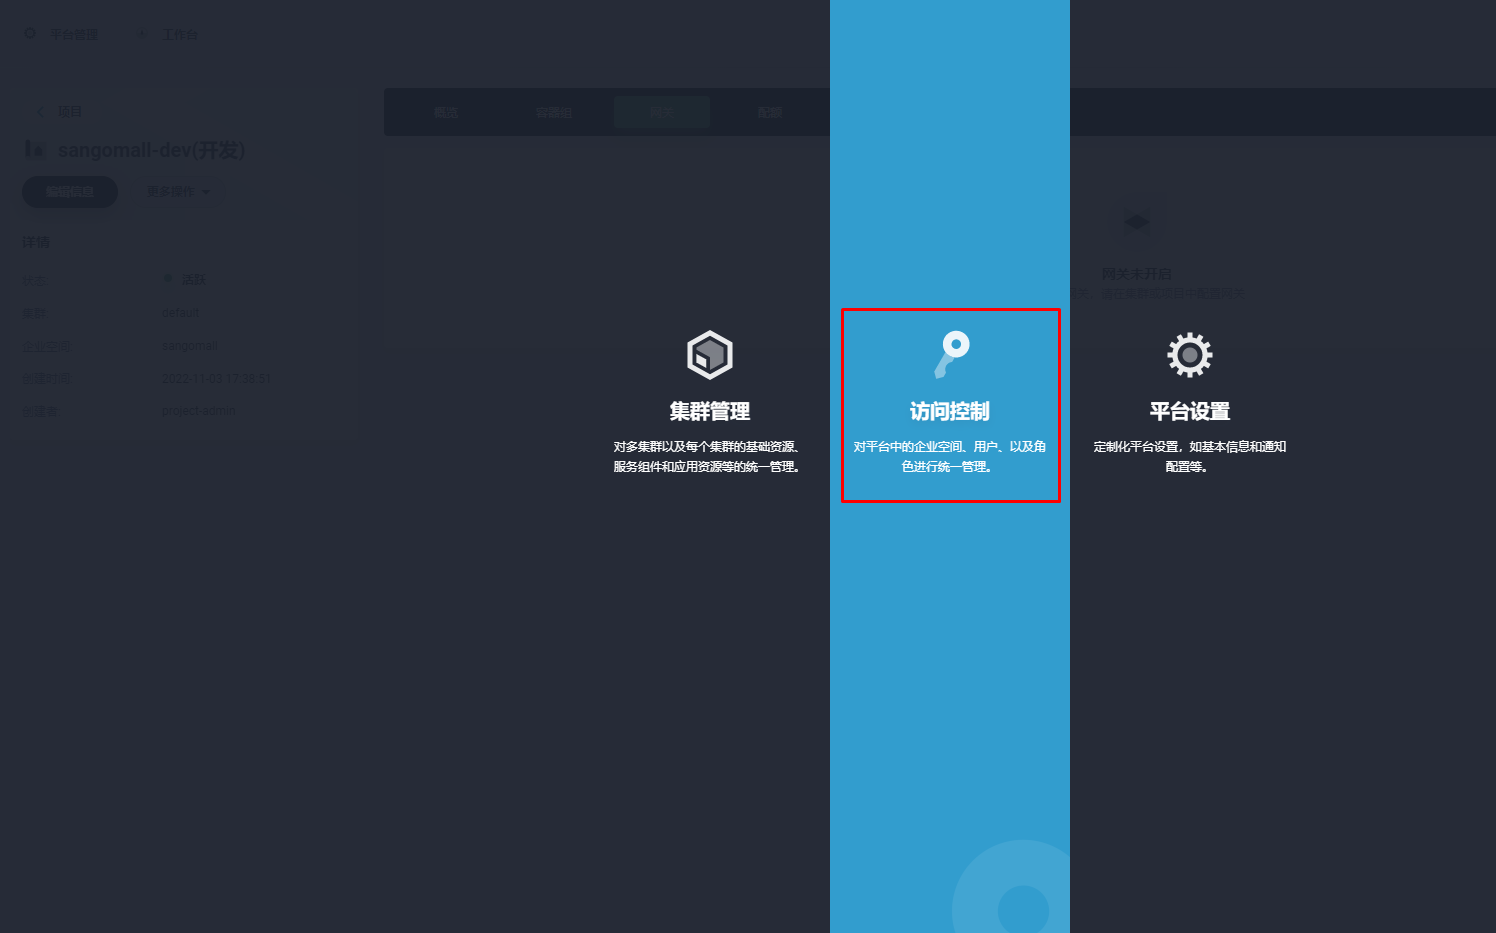 平台管理
工作台
项目
sangomall-dev(开发)
编辑信息
更多操作
详情
状态
活跃
集群
default
企业空间
sangomall
创建时间
2022-11-03 17:38:51
创建者
project-admin
概览
容器组
网关
配额
网关未开启
集群管理
对多集群以及每个集群的基础资源、
服务组件和应用资源等的统一管理。
访问控制
对平台中的企业空间、用户、以及角
色进行统一管理。
平台设置
定制化平台设置，如基本信息和通知
配置等。